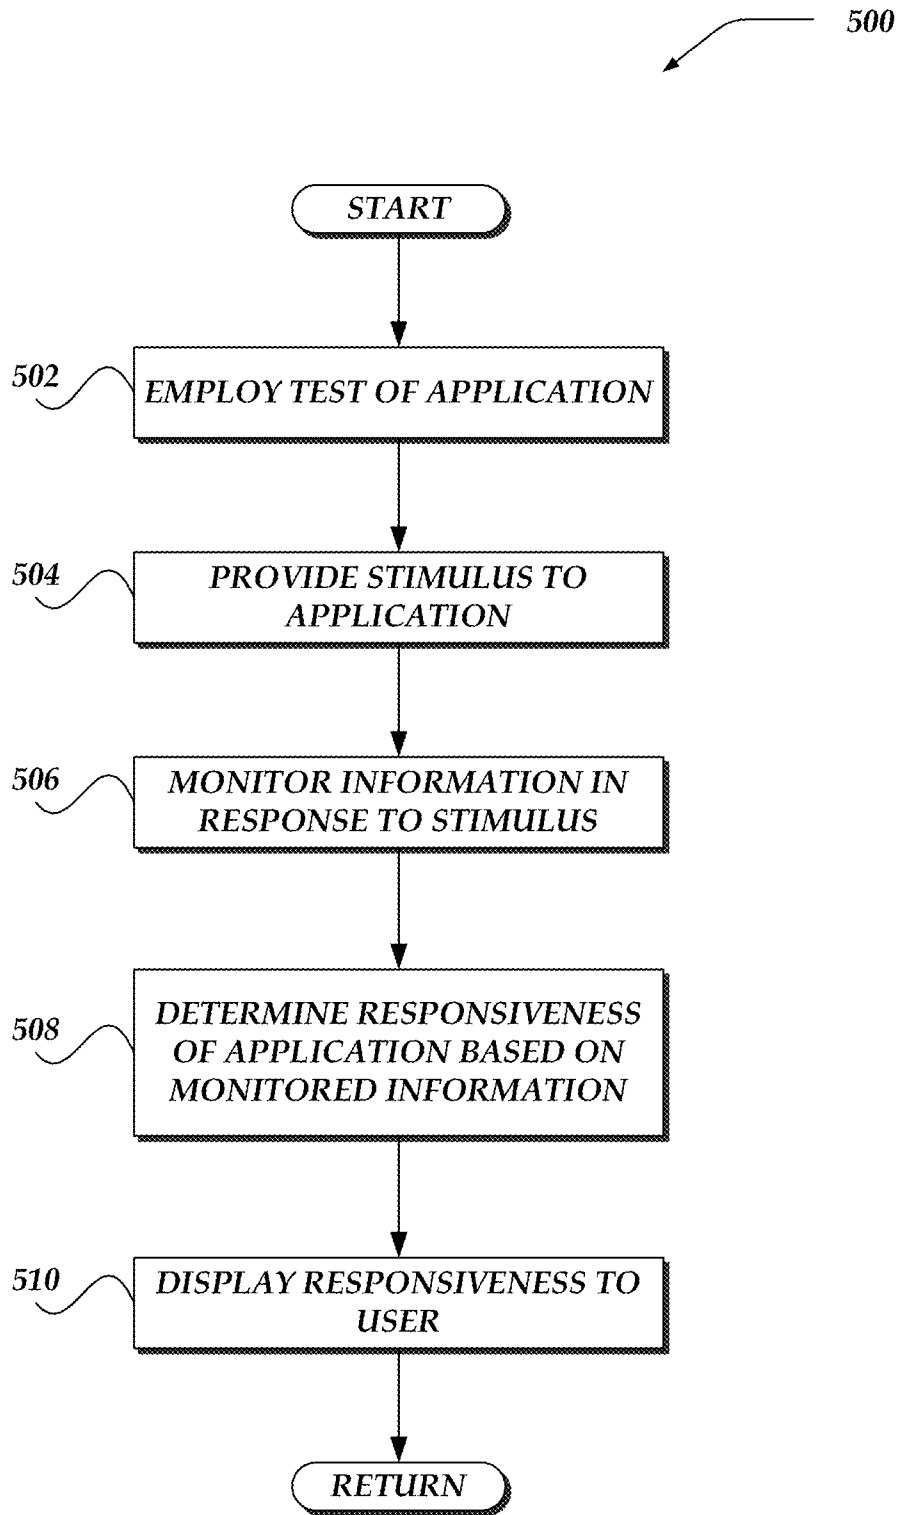 500
START
502
EMPLOY TEST OF APPLICATION
504
PROVIDE STIMULUS TO
APPLICATION
506
MONITOR INFORMATION IN
RESPONSE TO STIMULUS
508
DETERMINE RESPONSIVENESS
OF APPLICATION BASED ON
MONITORED INFORMATION
510
DISPLAY RESPONSIVENESS TO
USER
RETURN